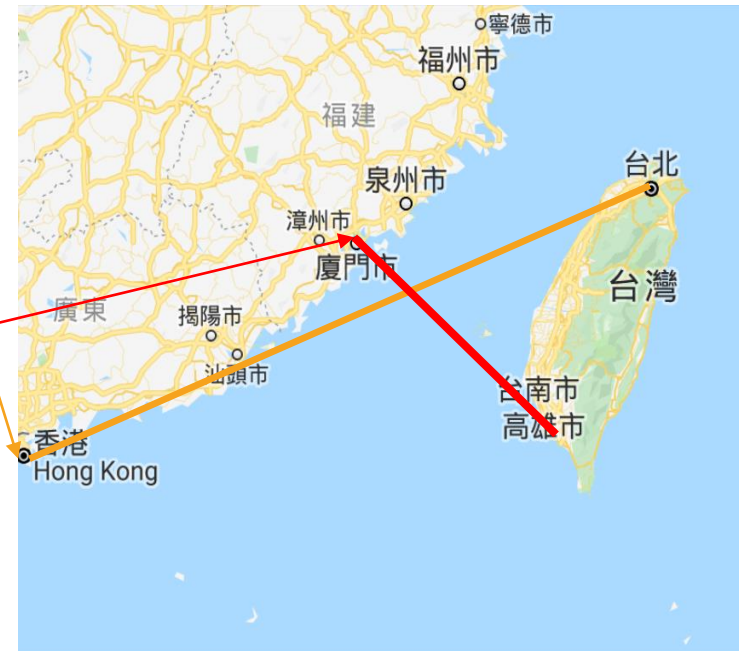 寧德市
福州市
福建
泉州市
台北
漳州市
廈門市
台灣
廣東
揭陽市
汕頭市
台南市
高雄市
香港
Hong Kong